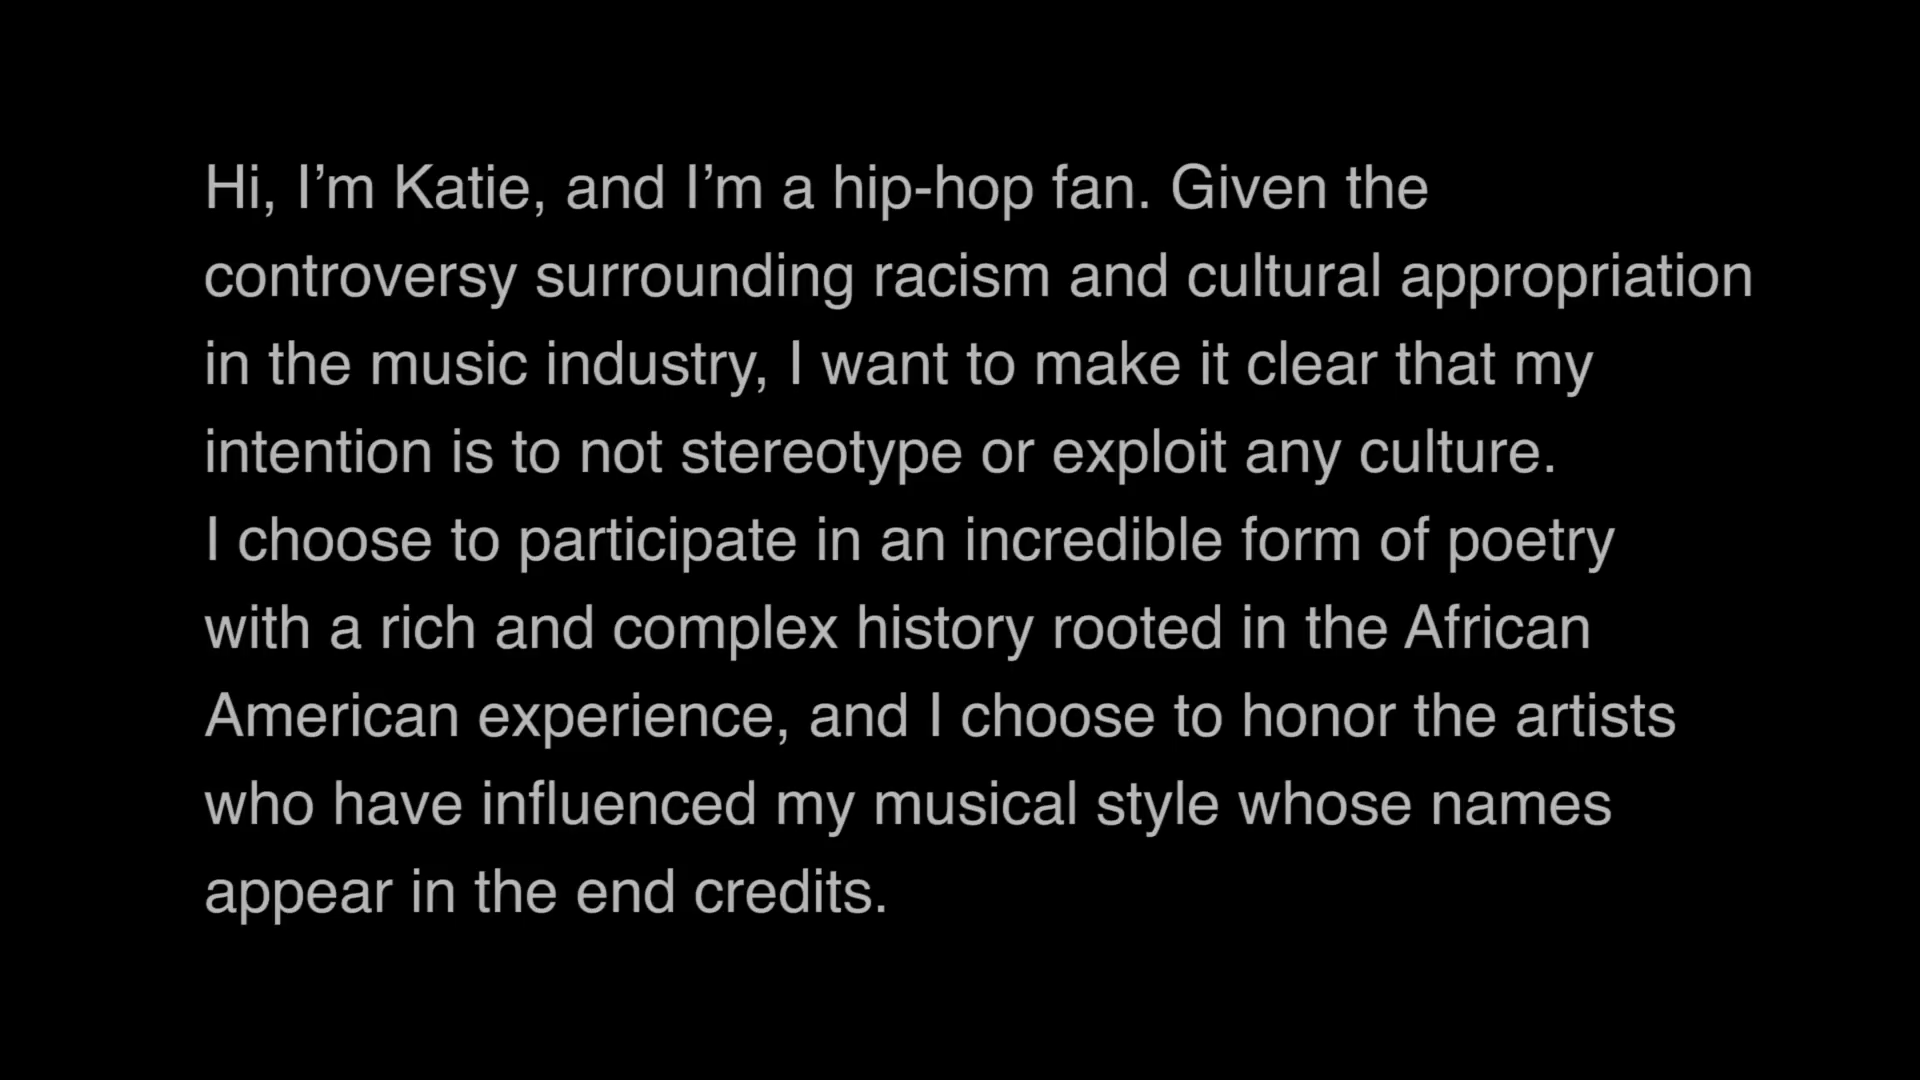 Hi, I’m Katie, and I’m a hip-hop fan. Given the
controversy surrounding racism and cultural appropriation
in the music industry, I want to make it clear that my
intention is to not stereotype or exploit any culture.
I choose to participate in an incredible form of poetry
with a rich and complex history rooted in the African
American experience, and I choose to honor the artists
who have influenced my musical style whose names
appear in the end credits.